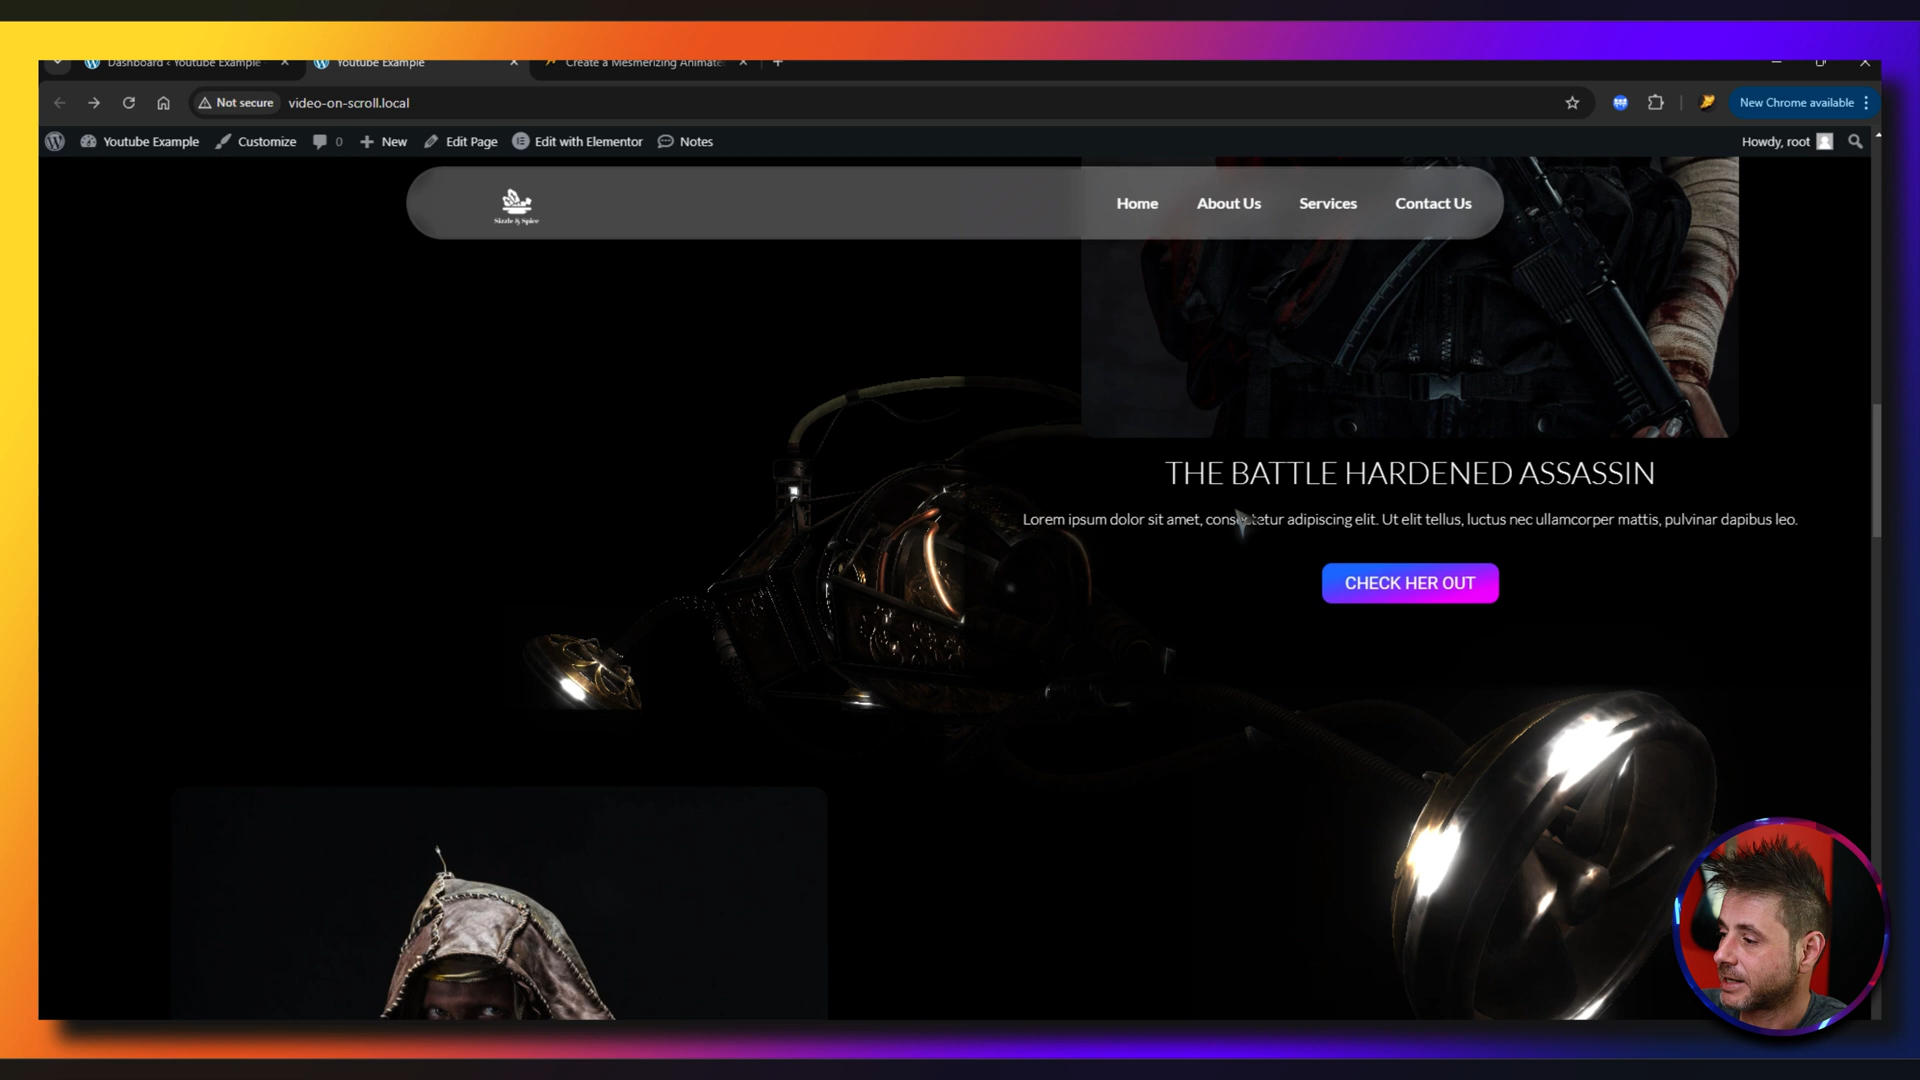 Dashboard < Youtube Example
Youtube Example
Create a Mesmerizing Animate
Not secure
video-on-scroll.local
New Chrome available
Youtube Example
Customize
0
New
Edit Page
Edit with Elementor
Notes
Howdy, root
Sizzle & Spice
Home
About Us
Services
Contact Us
THE BATTLE HARDENED ASSASSIN
Lorem ipsum dolor sit amet, consectetur adipiscing elit. Ut elit tellus, luctus nec ullamcorper mattis, pulvinar dapibus leo.
CHECK HER OUT